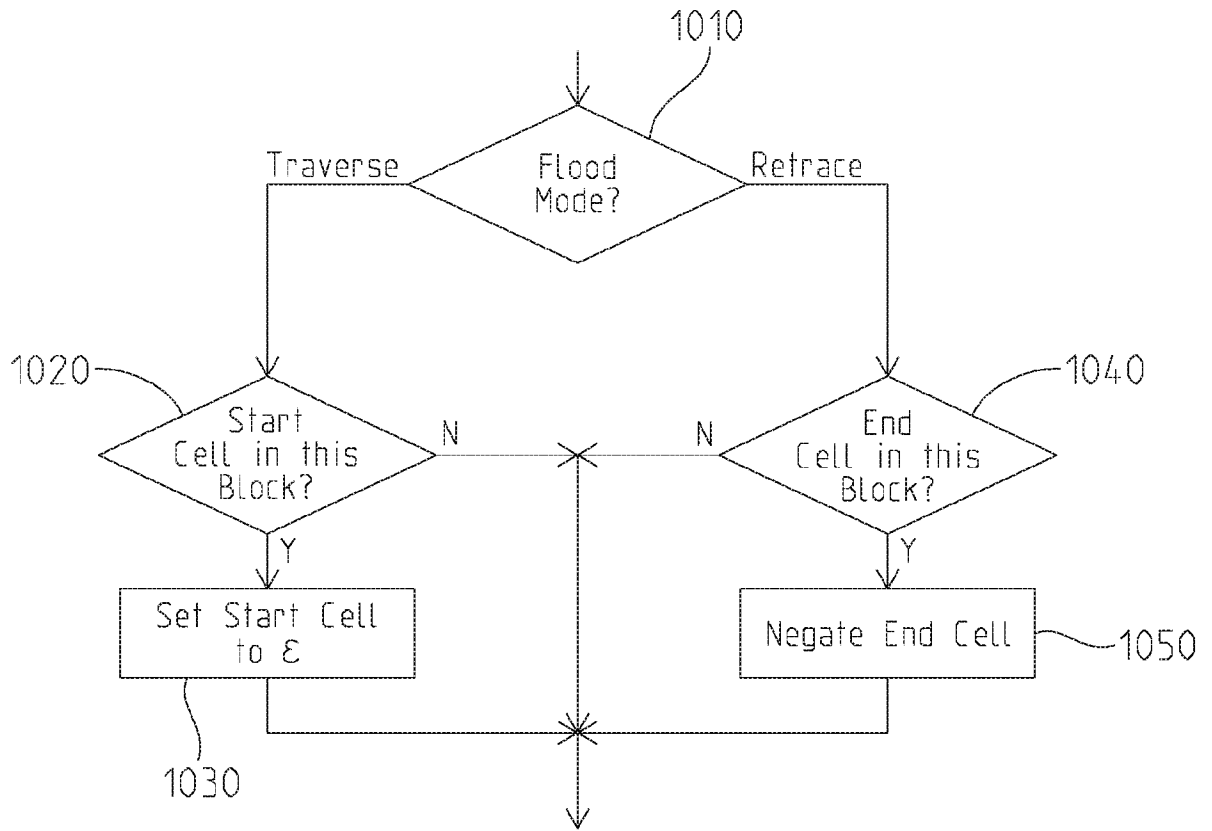 1010
Traverse
Flood
Mode?
Retrace
1020
Start
Cell in this
Block?
N
N
End
Cell in this
Block?
1040
Y
Y
Set Start Cell
to ε
Negate End Cell
1050
1030